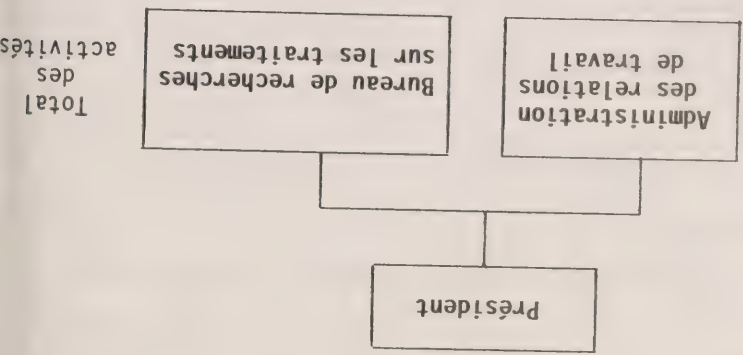 Président
Administration
des relations
de travail
Bureau de recherches
sur les traitements
Total
des
activités